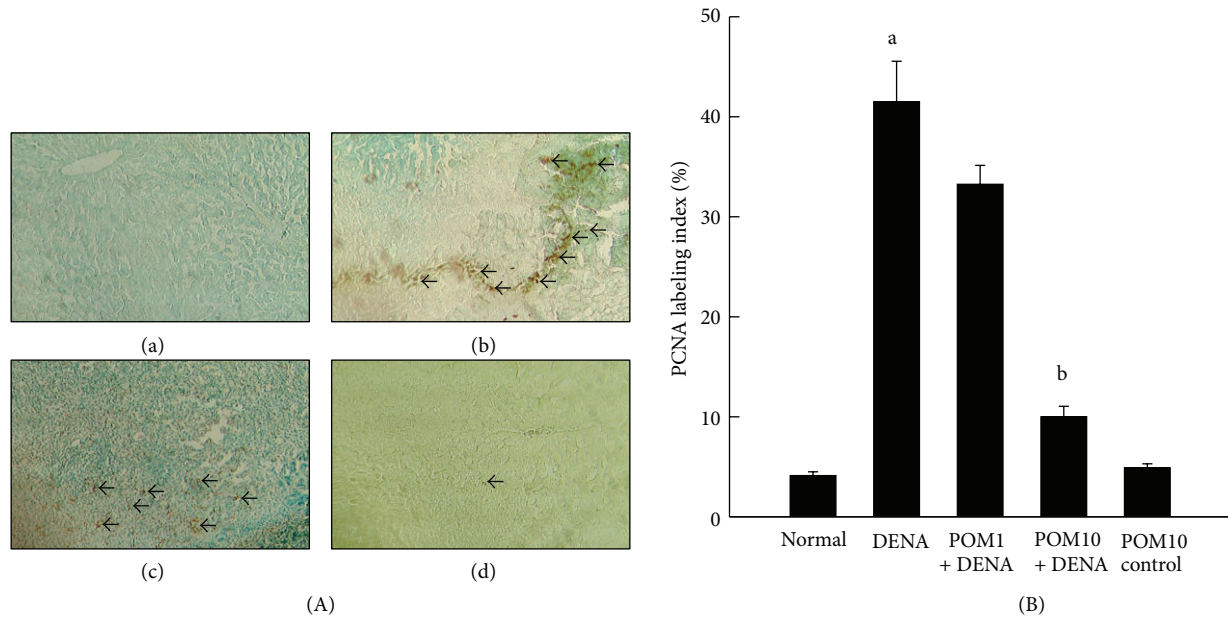 (a)
(b)
(c)
(d)
(A)
PCNA labeling index (%)
50
40
30
20
10
0
a
b
Normal
DENA
POM1
+ DENA
POM10
+ DENA
POM10
control
(B)